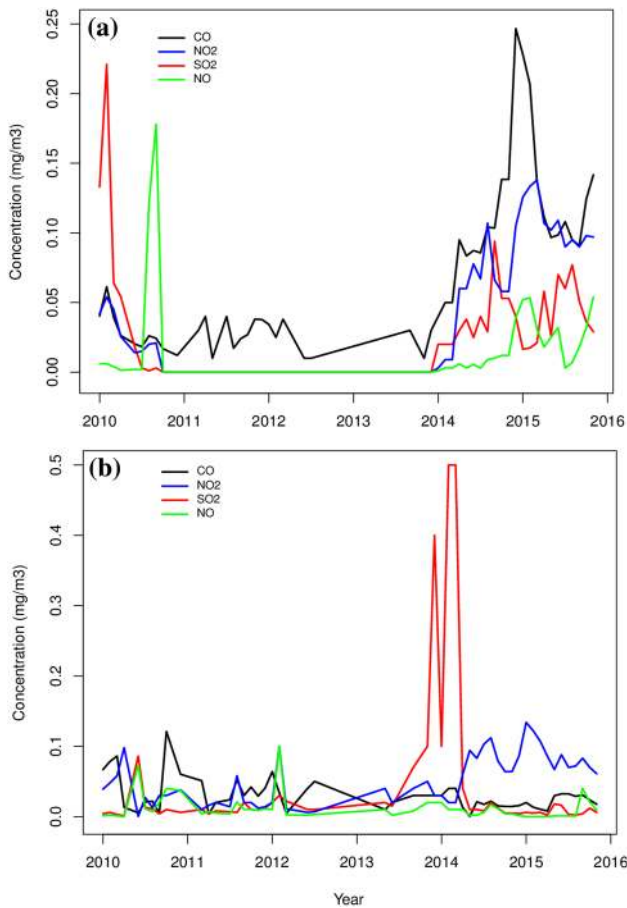 (a)
CO
NO2
SO2
NO
Concentration (mg/m3)
0.25
0.20
0.15
0.10
0.05
0.00
2010 2011 2012 2013 2014 2015 2016
(b)
CO
NO2
SO2
NO
Concentration (mg/m3)
0.5
0.4
0.3
0.2
0.1
0.0
2010 2011 2012 2013 2014 2015 2016
Year